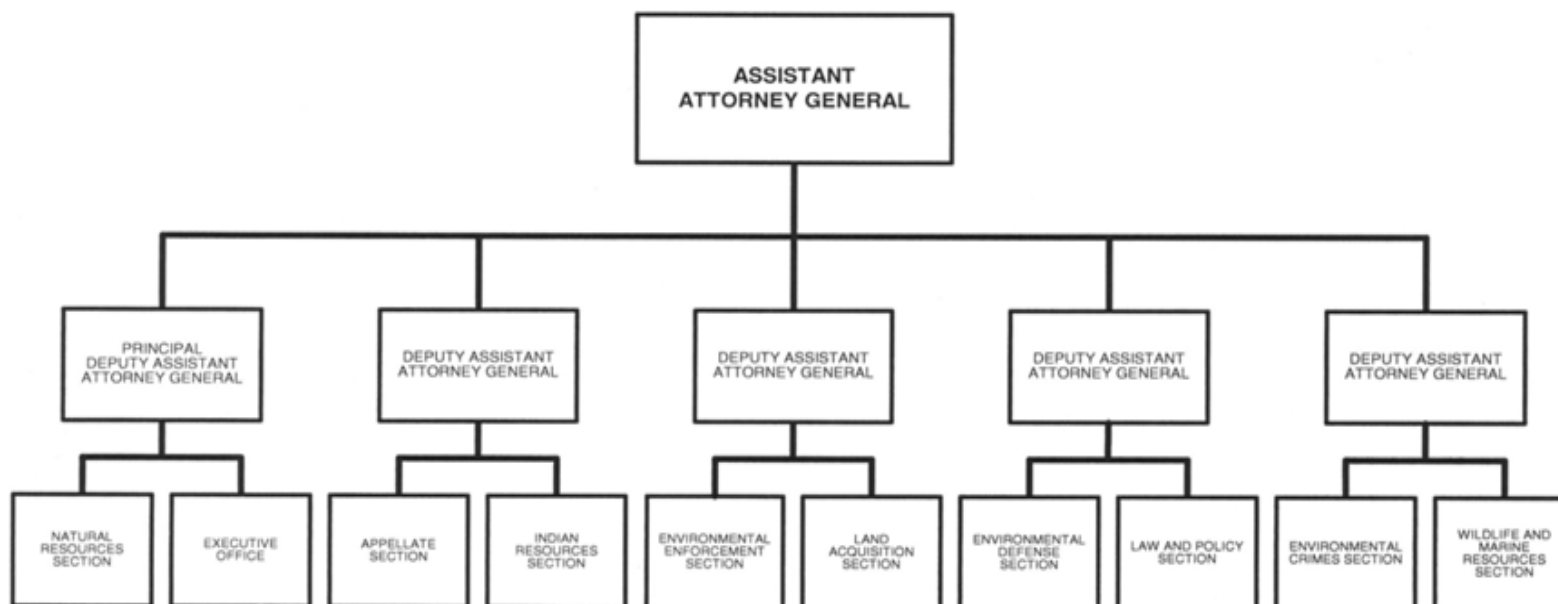 ASSISTANT
ATTORNEY GENERAL
PRINCIPAL
DEPUTY ASSISTANT
ATTORNEY GENERAL
DEPUTY ASSISTANT
ATTORNEY GENERAL
DEPUTY ASSISTANT
ATTORNEY GENERAL
DEPUTY ASSISTANT
ATTORNEY GENERAL
DEPUTY ASSISTANT
ATTORNEY GENERAL
NATURAL
RESOURCES
SECTION
EXECUTIVE
OFFICE
APPELLATE
SECTION
INDIAN
RESOURCES
SECTION
ENVIRONMENTAL
ENFORCEMENT
SECTION
LAND
ACQUISITION
SECTION
ENVIRONMENTAL
DEFENSE
SECTION
LAW AND POLICY
SECTION
ENVIRONMENTAL
CRIMES SECTION
WILDLIFE AND
MARINE
RESOURCES
SECTION